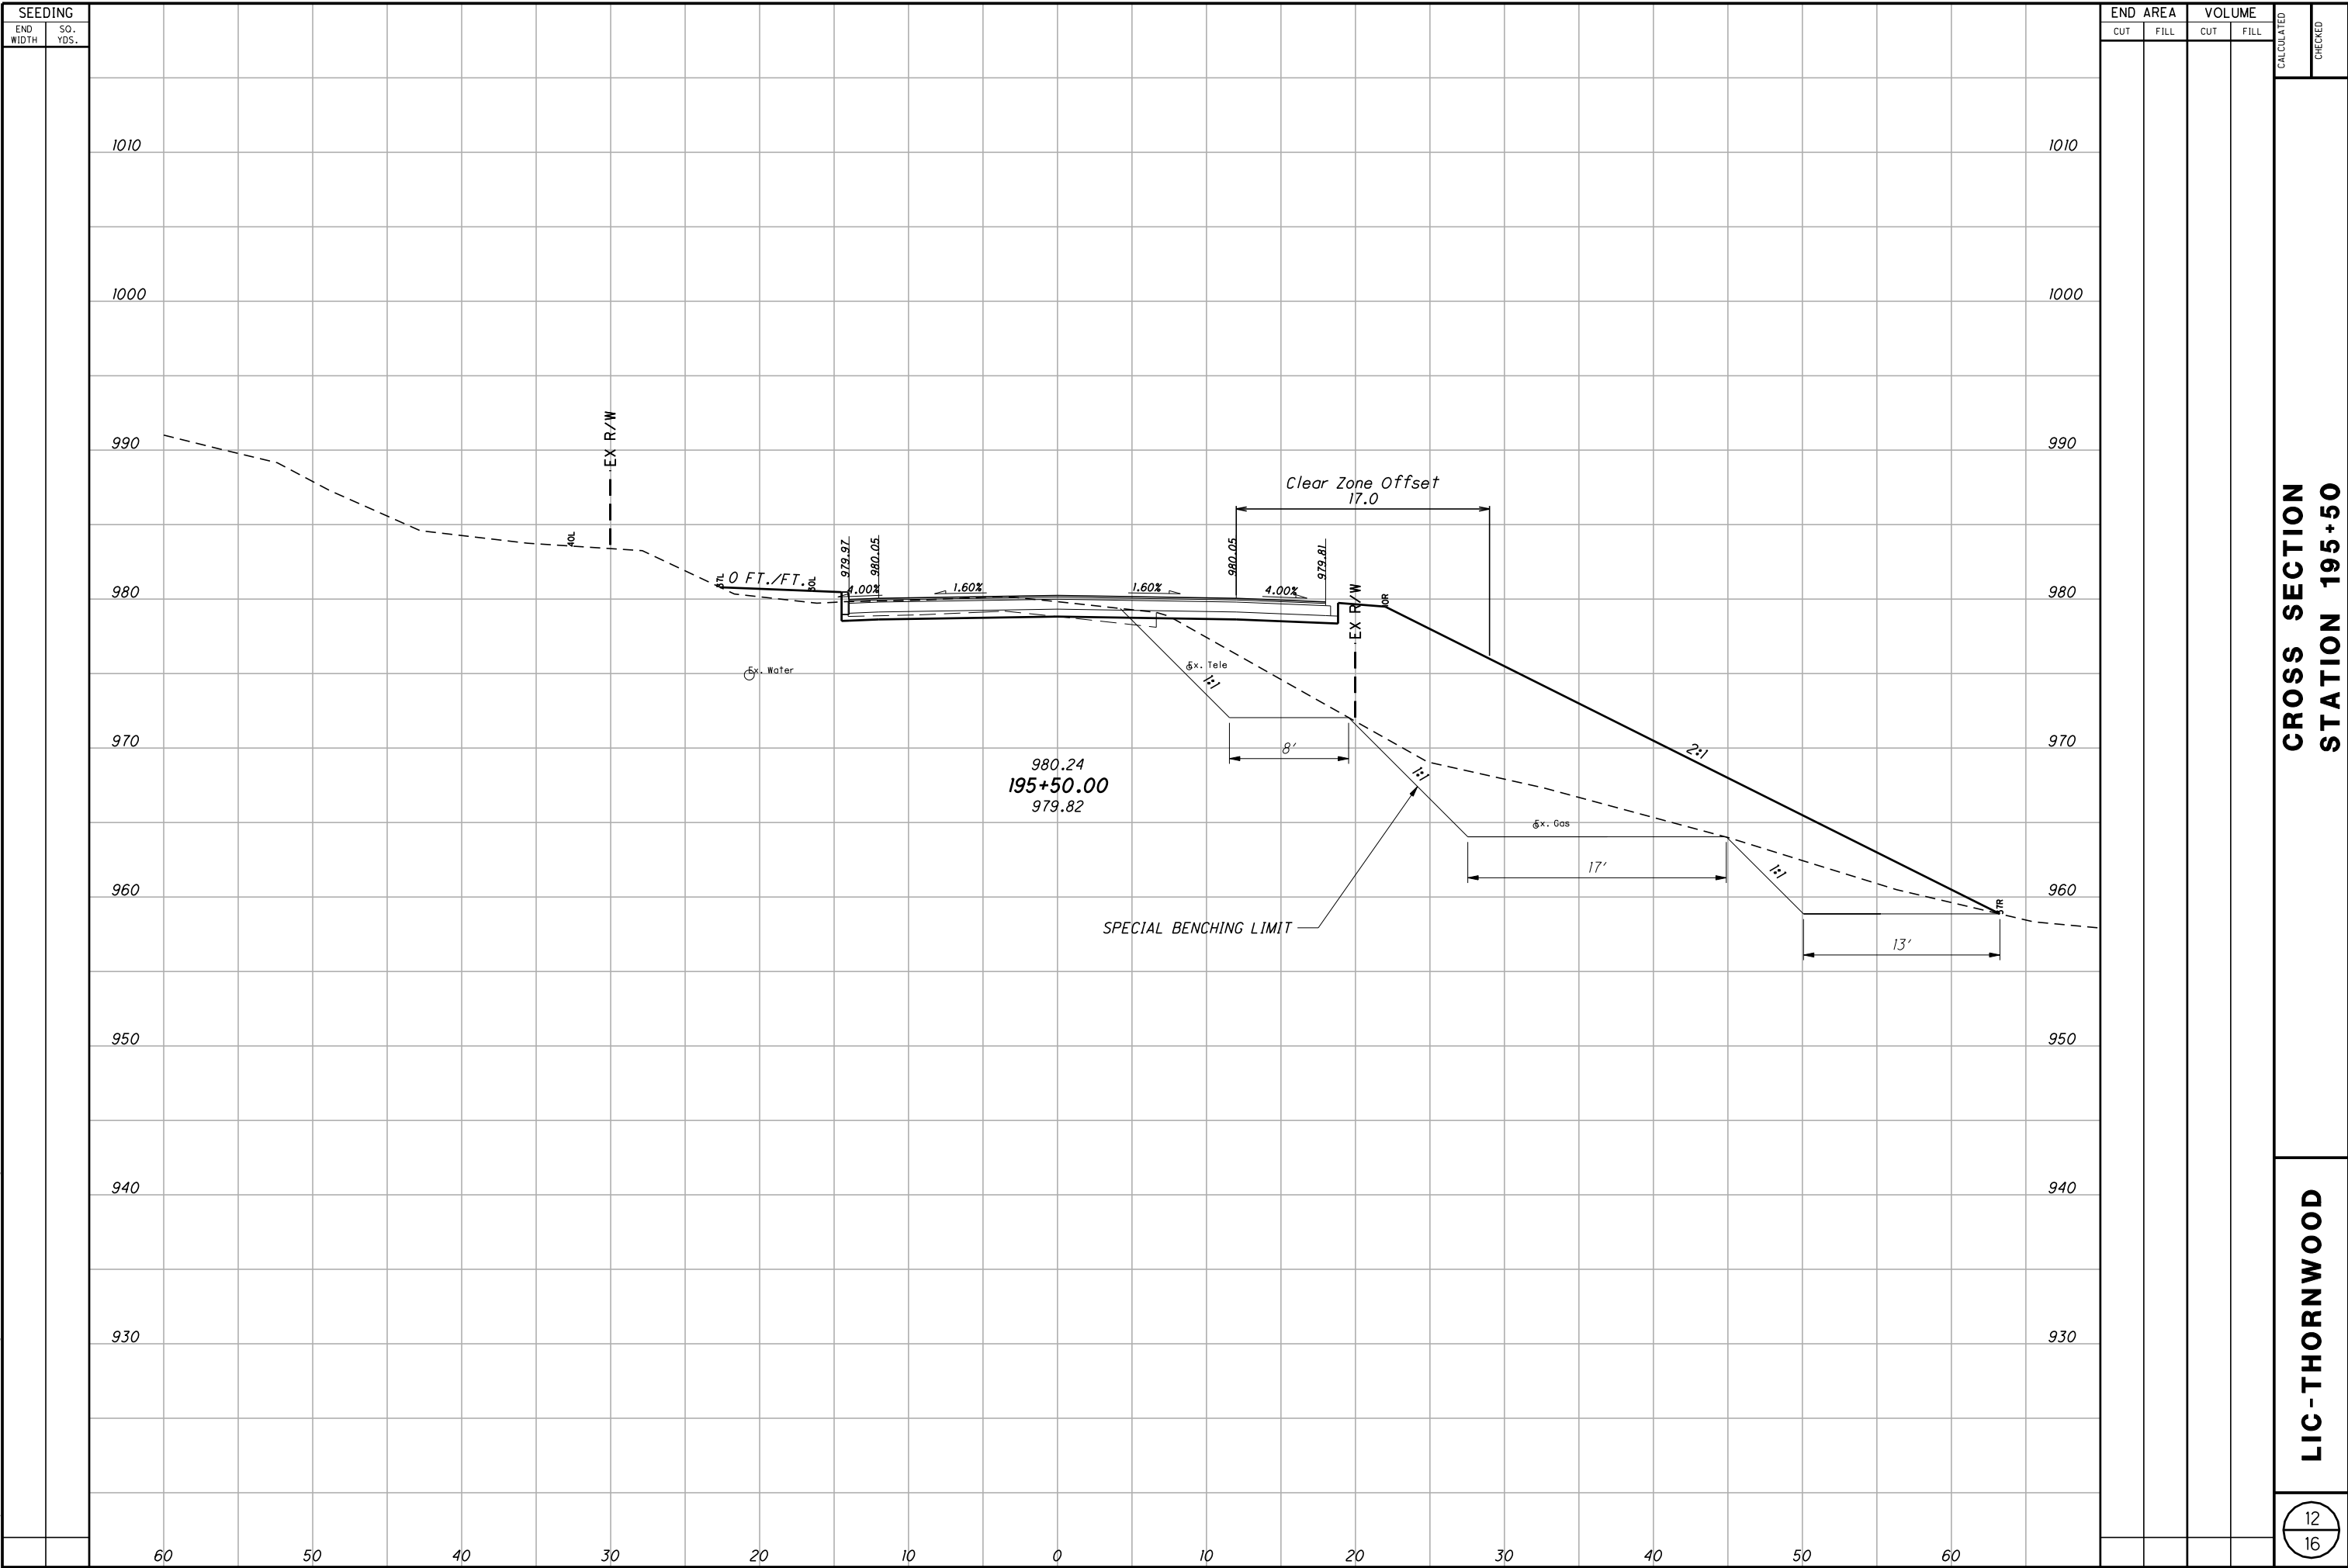 SEEDING
END WIDTH
SQ. YDS.
END AREA
VOLUME
CUT
FILL
CUT
FILL
CALCULATED
CHECKED
1010
1010
1000
1000
990
990
EX R/W
Clear Zone Offset
17.0
40L
979.97
980.05
980.05
979.81
0 FT./FT.
4.00%
1.60%
1.60%
4.00%
980
980
EX R/W
Ex. Water
Ex. Tele
1:1
970
970
8'
2:1
980.24
195+50.00
979.82
1:1
Ex. Gas
17'
1:1
960
960
37R
SPECIAL BENCHING LIMIT
13'
950
950
940
940
930
930
60
50
40
30
20
10
0
10
20
30
40
50
60
CROSS SECTION
STATION 195+50
LIC-THORNWOOD
12
16